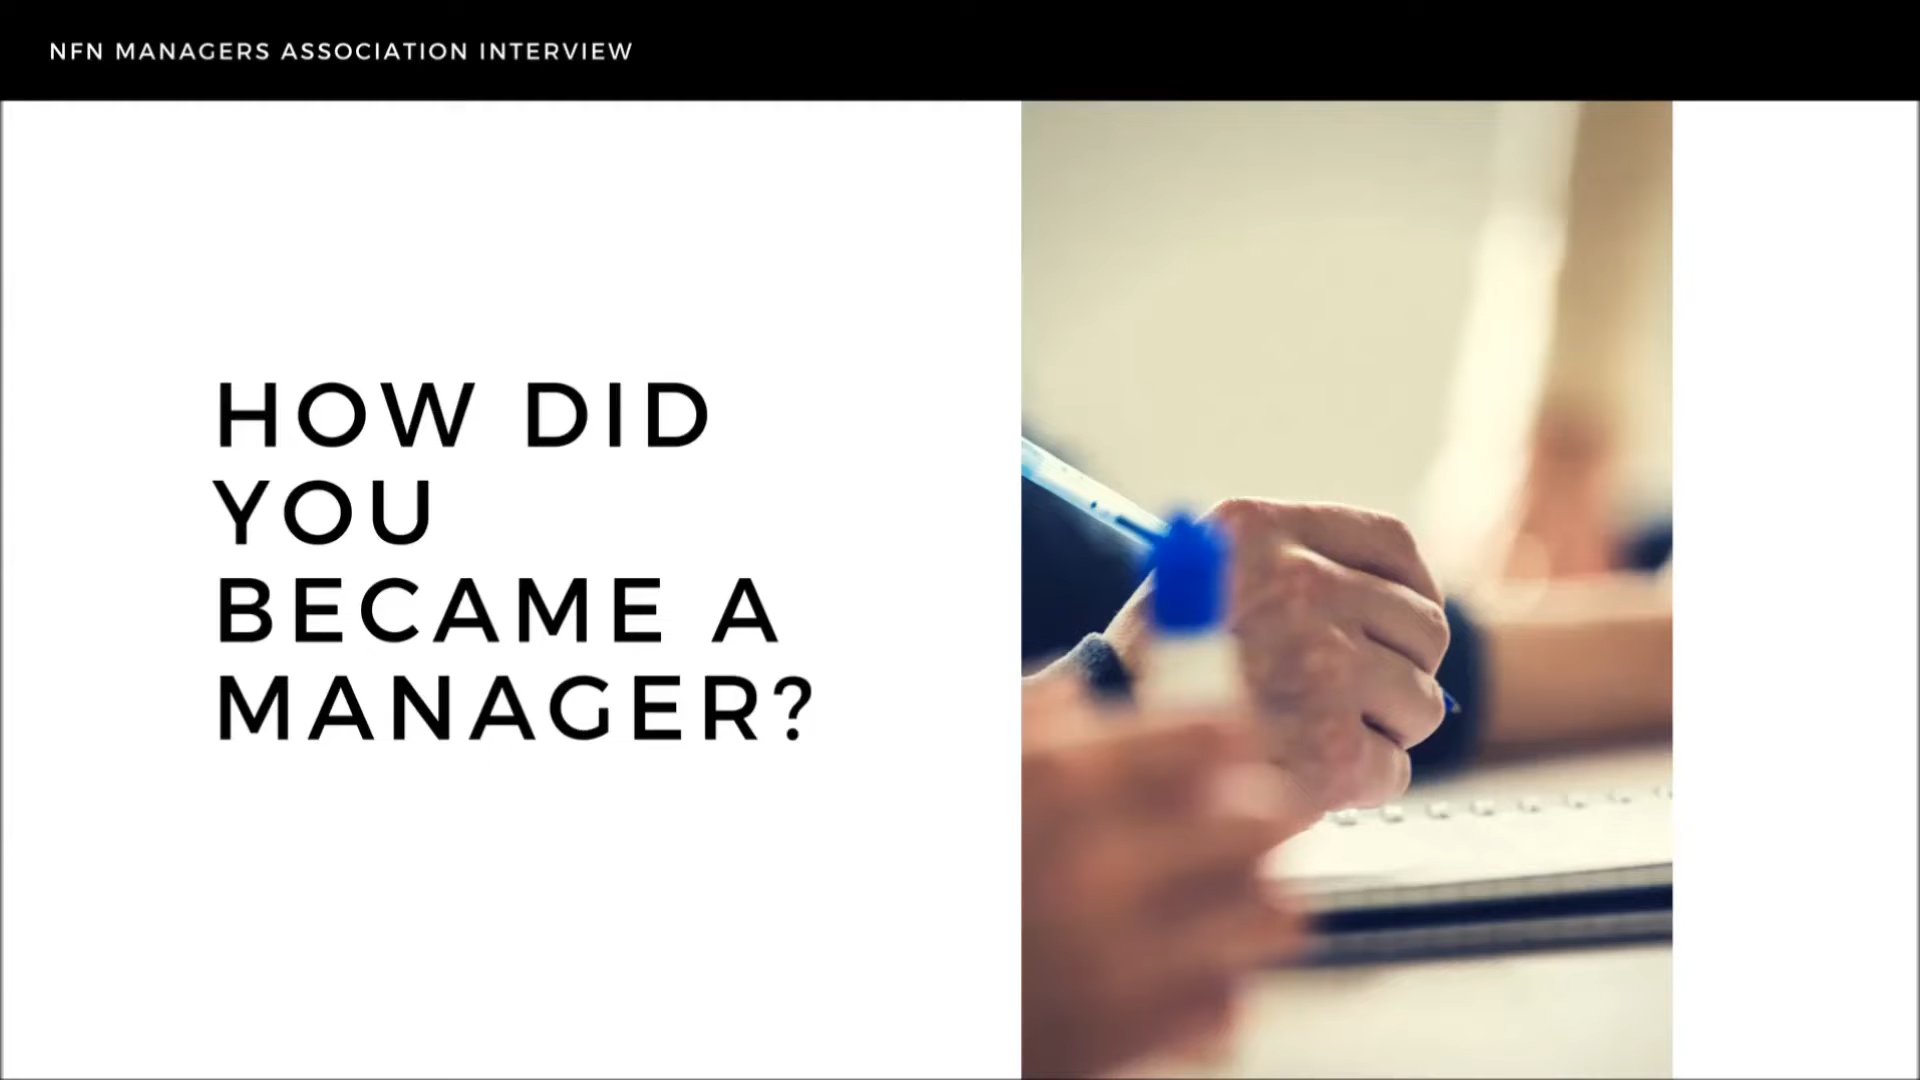 NFN MANAGERS ASSOCIATION INTERVIEW
HOW DID
YOU
BECAME A
MANAGER?